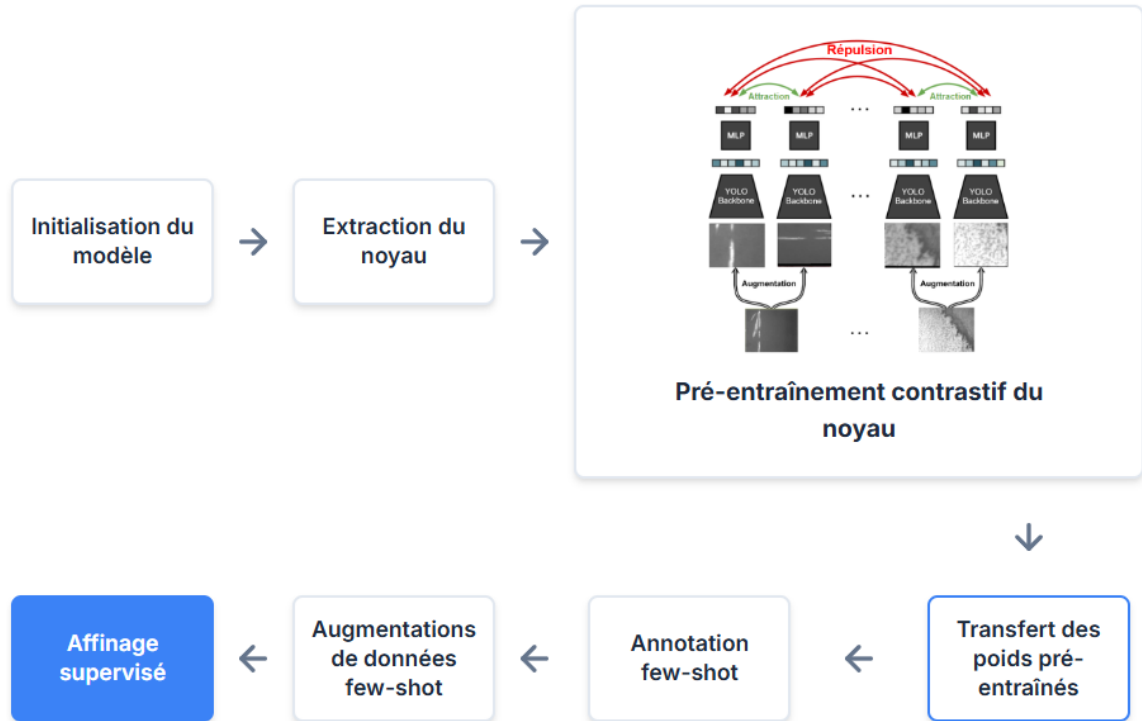 Initialisation du
modèle
Extraction du
noyau
Répulsion
Attraction
Attraction
...
MLP
MLP
MLP
MLP
YOLO
Backbone
YOLO
Backbone
...
YOLO
Backbone
YOLO
Backbone
Augmentation
Augmentation
...
Pré-entraînement contrastif du
noyau
Transfert des
poids pré-
entraînés
Annotation
few-shot
Augmentations
de données
few-shot
Affinage
supervisé